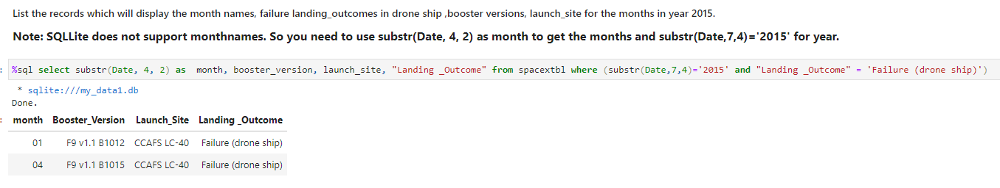 List the records which will display the month names, failure landing_outcomes in drone ship ,booster versions, launch_site for the months in year 2015.
Note: SQLLite does not support monthnames. So you need to use substr(Date, 4, 2) as month to get the months and substr(Date,7,4)='2015' for year.
: %sql select substr(Date, 4, 2) as  month, booster_version, launch_site, "Landing _Outcome" from spacextbl where (substr(Date,7,4)='2015' and "Landing _Outcome" = 'Failure (drone ship)')
* sqlite:///my_data1.db
Done.
: month Booster_Version Launch_Site Landing _Outcome
01 F9 v1.1 B1012 CCAFS LC-40 Failure (drone ship)
04 F9 v1.1 B1015 CCAFS LC-40 Failure (drone ship)